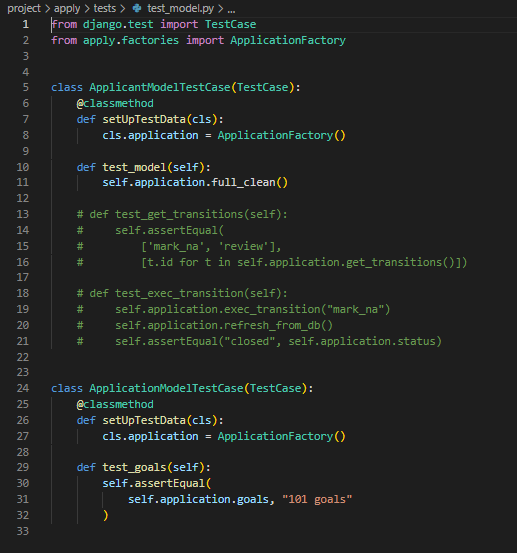 project > apply > tests > test_model.py > ...
1 from django.test import TestCase
2 from apply.factories import ApplicationFactory
3
4
5 class ApplicantModelTestCase(TestCase):
6     @classmethod
7     def setUpTestData(cls):
8         cls.application = ApplicationFactory()
9
10     def test_model(self):
11         self.application.full_clean()
12
13     # def test_get_transitions(self):
14     #     self.assertEqual(
15     #         ['mark_na', 'review'],
16     #         [t.id for t in self.application.get_transitions()])
17
18     # def test_exec_transition(self):
19     #     self.application.exec_transition("mark_na")
20     #     self.application.refresh_from_db()
21     #     self.assertEqual("closed", self.application.status)
22
23
24 class ApplicationModelTestCase(TestCase):
25     @classmethod
26     def setUpTestData(cls):
27         cls.application = ApplicationFactory()
28
29     def test_goals(self):
30         self.assertEqual(
31             self.application.goals, "101 goals"
32         )
33